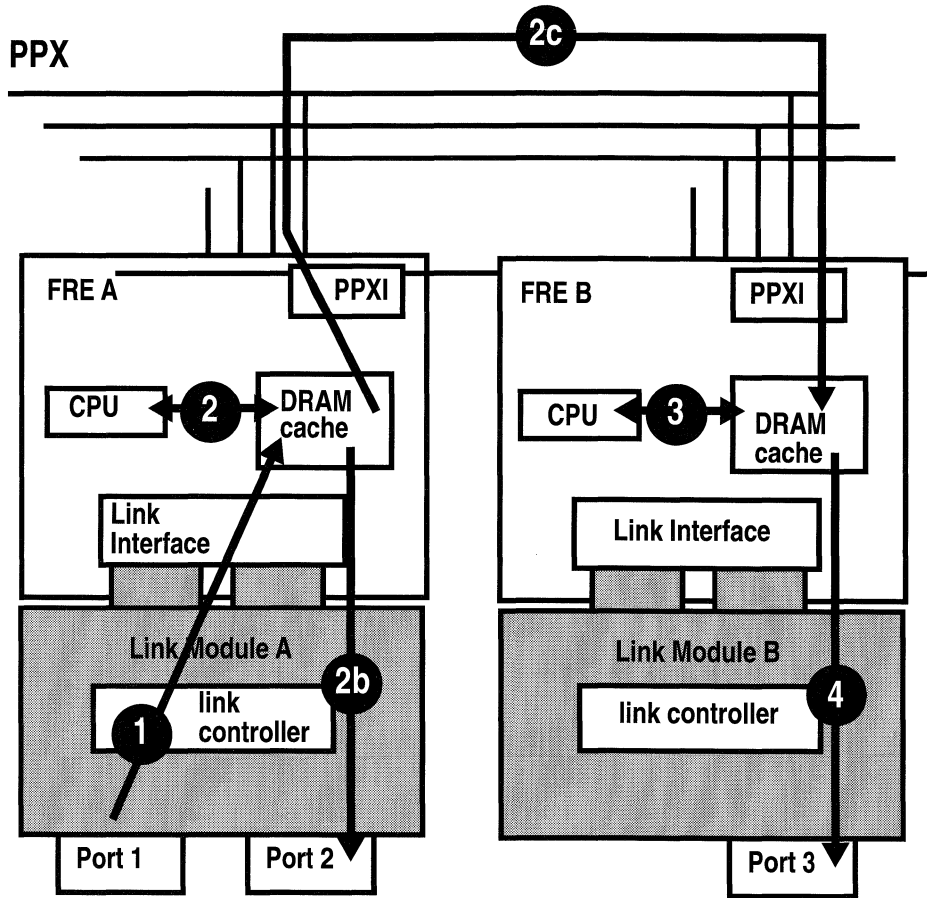 2c
PPX
FRE A
PPXI
FRE B
PPXI
CPU
2
DRAM
cache
CPU
3
DRAM
cache
Link
Interface
Link Interface
Link Module A
Link Module B
2b
4
1
link
controller
link controller
Port 1
Port 2
Port 3